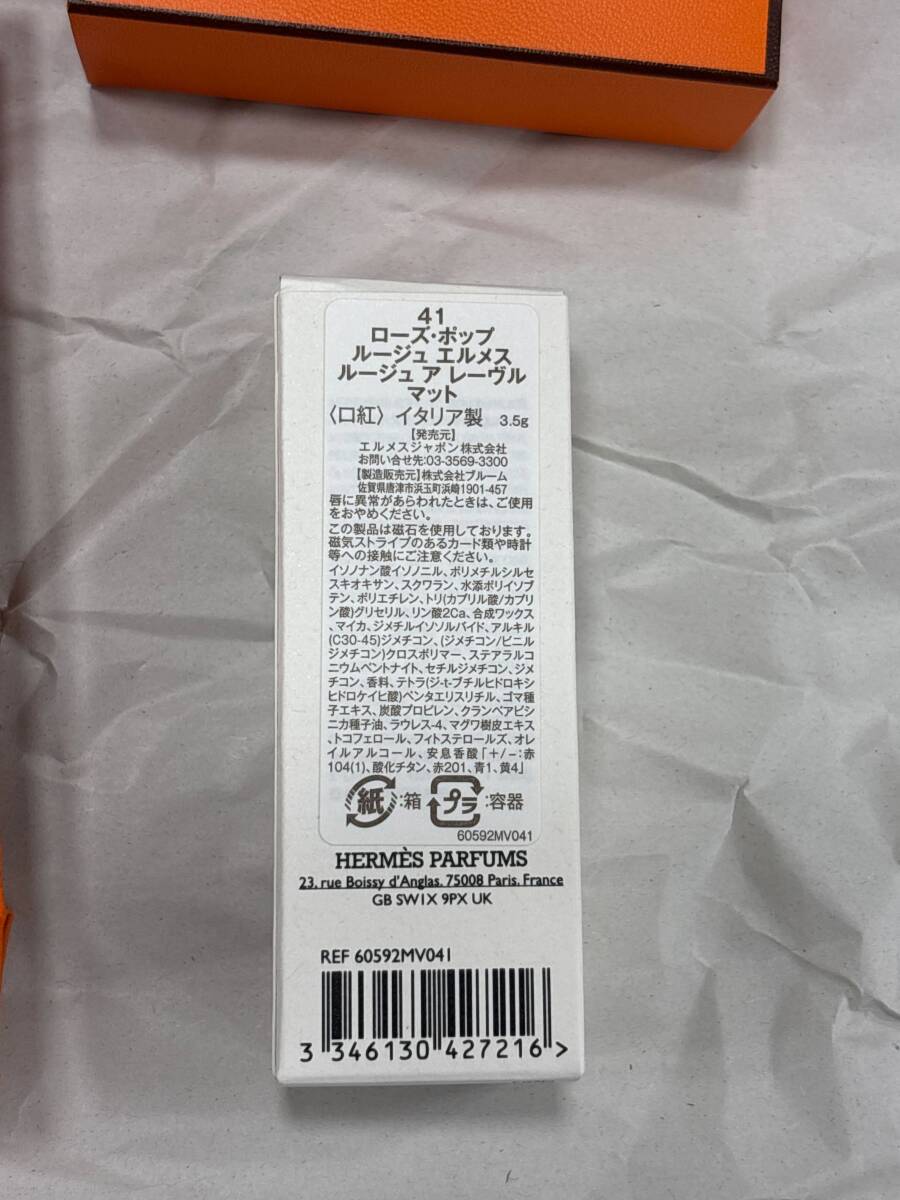 41
ローズ・ポップ
ルージュ エルメス
ルージュ ア レーヴル
マット
〈口紅〉 イタリア製 3.5g
【発売元】
エルメスジャポン株式会社
お問い合せ先:03-3569-3300
【製造販売元】株式会社ブルーム
佐賀県唐津市浜玉町浜崎1901-457
唇に異常があらわれたときは、ご使用
をおやめください。
この製品は磁石を使用しております。
磁気ストライプのあるカード類や時計
等への接触にご注意ください。
イソノナン酸イソノニル、ポリメチルシルセ
スキオキサン、スクワラン、水添ポリイソブ
テン、ポリエチレン、トリ(カプリル酸/カプリ
ン酸)グリセリル、リン酸2Ca、合成ワックス
、マイカ、ジメチルイソソルバイド、アルキル
(C30-45)ジメチコン、(ジメチコン/ビニル
ジメチコン)クロスポリマー、ステアラルコ
ニウムベントナイト、セチルジメチコン、ジメ
チコン、香料、テトラ(ジ-t-ブチルヒドロキシ
ヒドロケイヒ酸)ペンタエリスリチル、ゴマ種
子エキス、炭酸プロピレン、クランベアビシ
ニカ種子油、ラウレス-4、マグワ樹皮エキス
、トコフェロール、フィトステロールズ、オレ
イルアルコール、安息香酸「+/-:赤
104(1)、酸化チタン、赤201、青1、黄4」
紙:箱 プラ:容器
60592MV041
HERMÈS PARFUMS
23, rue Boissy d'Anglas, 75008 Paris, France
GB SW1X 9PX UK
REF 60592MV041
3 346130 427216 >